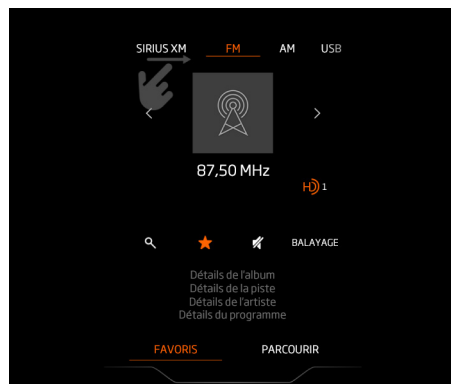 SIRIUS XM FM AM USB
87,50 MHz
HD 1
BALAYAGE
Détails de l'album
Détails de la piste
Détails de l'artiste
Détails du programme
FAVORIS PARCOURIR